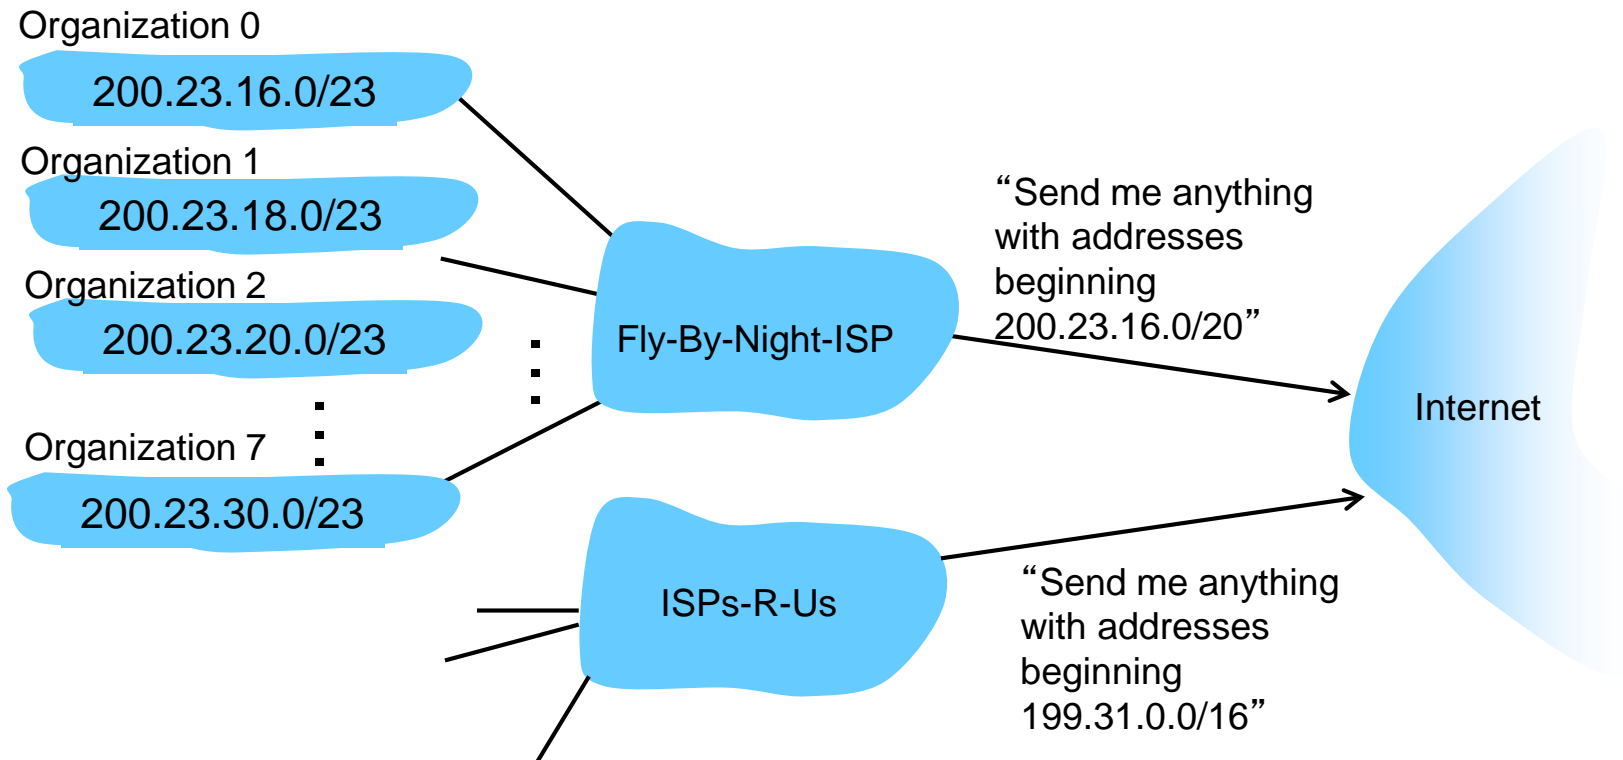 Organization 0
200.23.16.0/23
Organization 1
200.23.18.0/23
Organization 2
200.23.20.0/23
Organization 7
200.23.30.0/23
Fly-By-Night-ISP
“Send me anything
with addresses
beginning
200.23.16.0/20”
ISPs-R-Us
“Send me anything
with addresses
beginning
199.31.0.0/16”
Internet